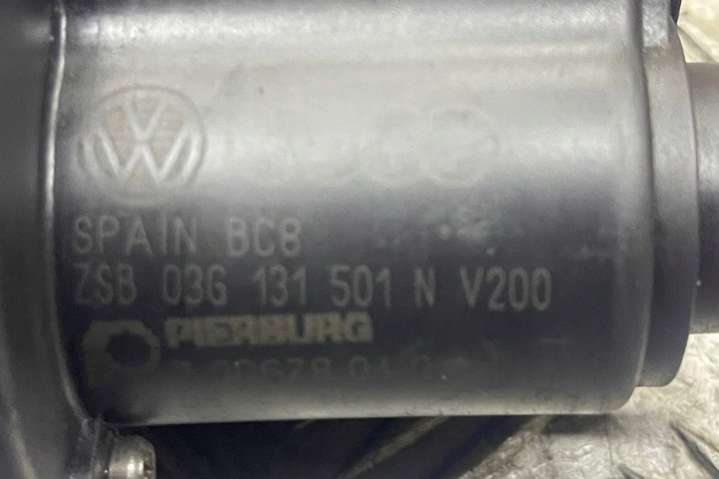 SPAIN BC8
ZSB 03G 131 501 N V200
PIERBURG